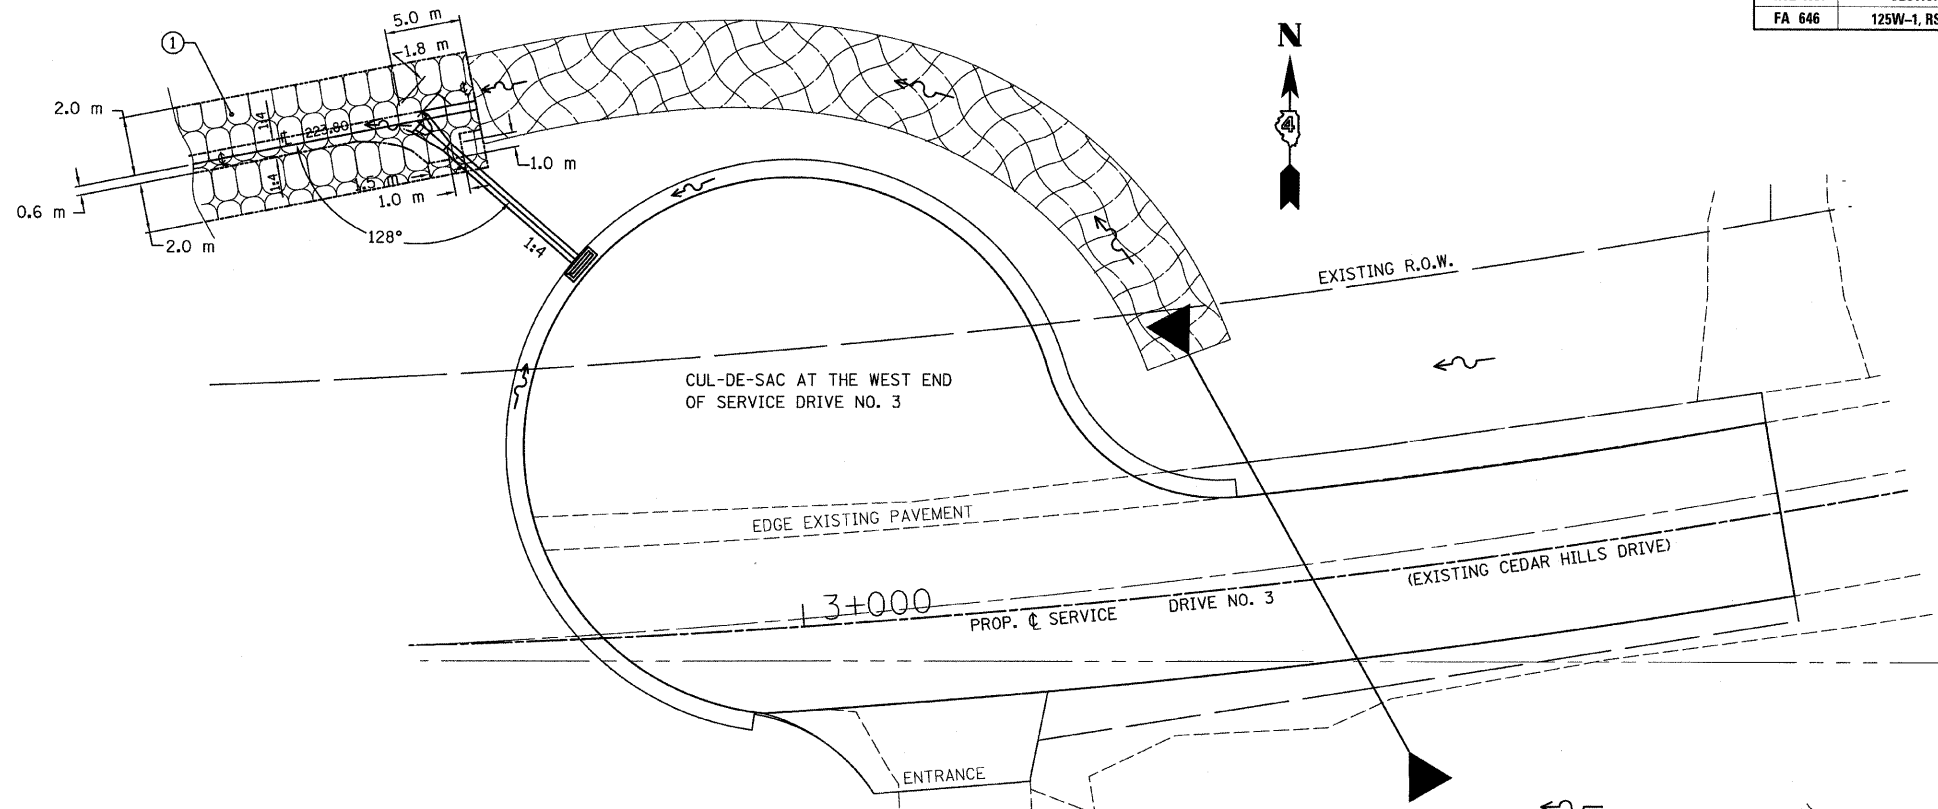 FA 646
125W-1, RS
5.0 m
1
1.8 m
N
2.0 m
1:4
223.80
4
1.0 m
1:4
1.5 m
1.0 m
0.6 m
2.0 m
128°
1:4
EXISTING R.O.W.
CUL-DE-SAC AT THE WEST END
OF SERVICE DRIVE NO. 3
EDGE EXISTING PAVEMENT
(EXISTING CEDAR HILLS DRIVE)
3+000
PROP. ℄ SERVICE DRIVE NO. 3
ENTRANCE